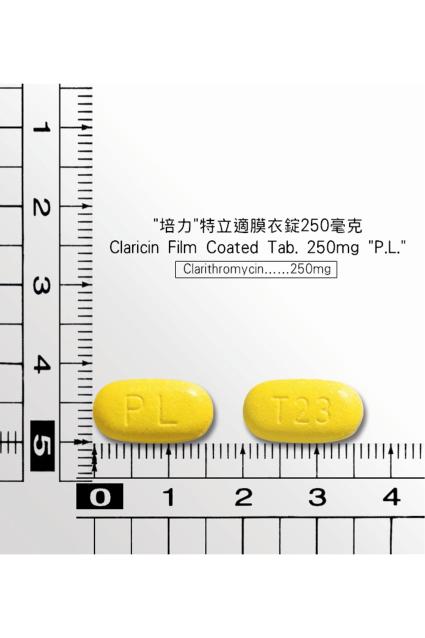 "培力"特立適膜衣錠250毫克
Claricin Film Coated Tab. 250mg "P.L."
Clarithromycin......250mg
1
2
3
4
5
PL
T23
0 1 2 3 4